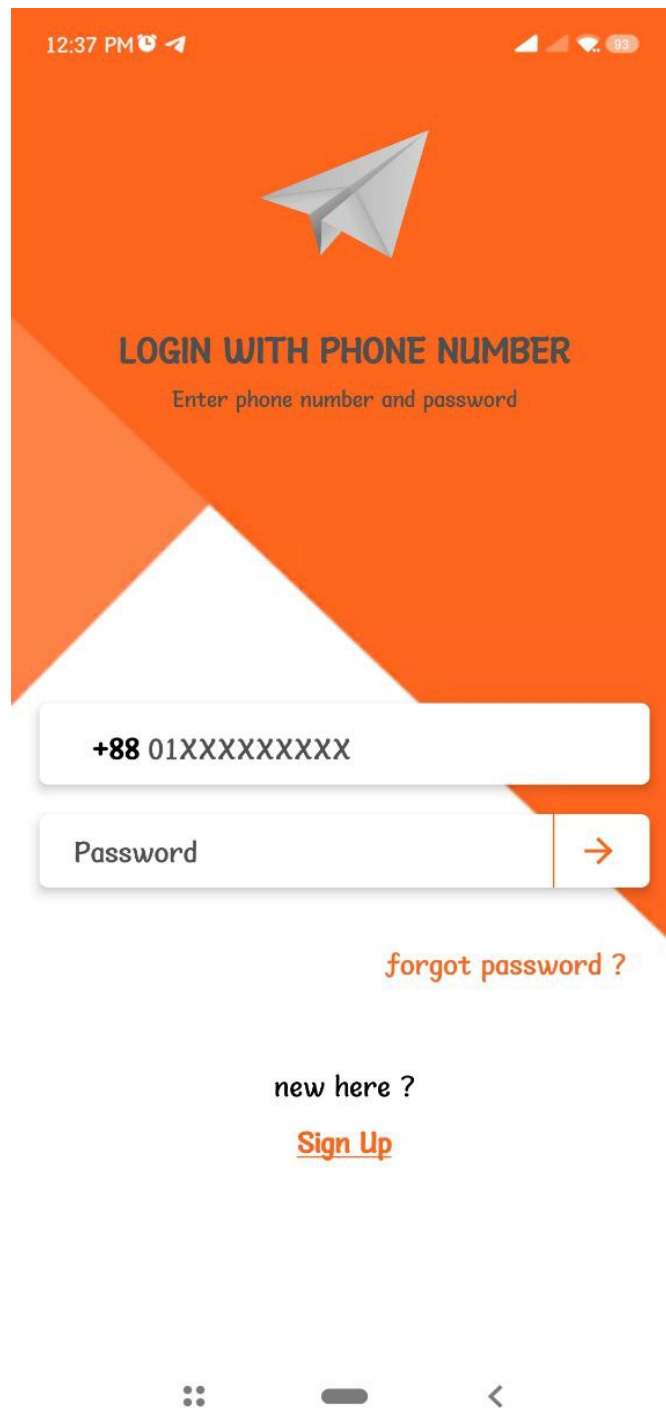 12:37 PM
93
LOGIN WITH PHONE NUMBER
Enter phone number and password
+88 01XXXXXXXXX
Password
forgot password ?
new here ?
Sign Up